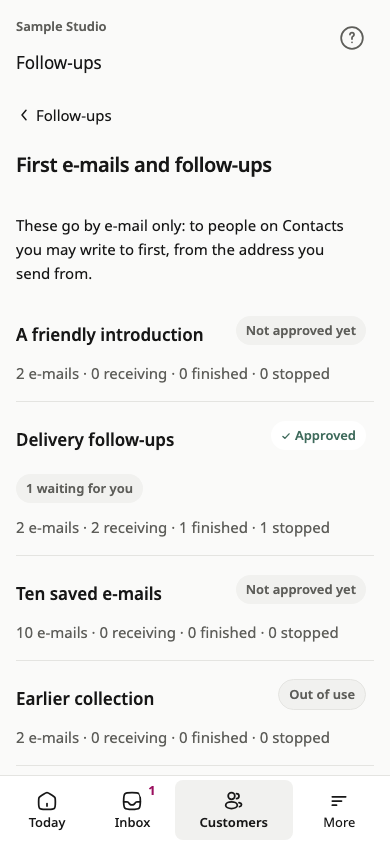 Sample Studio
Follow-ups
Follow-ups
First e-mails and follow-ups
These go by e-mail only: to people on Contacts
you may write to first, from the address you
send from.
A friendly introduction
Not approved yet
2 e-mails · 0 receiving · 0 finished · 0 stopped
Delivery follow-ups
✓ Approved
1 waiting for you
2 e-mails · 2 receiving · 1 finished · 1 stopped
Ten saved e-mails
Not approved yet
10 e-mails · 0 receiving · 0 finished · 0 stopped
Earlier collection
Out of use
2 e-mails · 0 receiving · 0 finished · 0 stopped
1
Today
Inbox
Customers
More